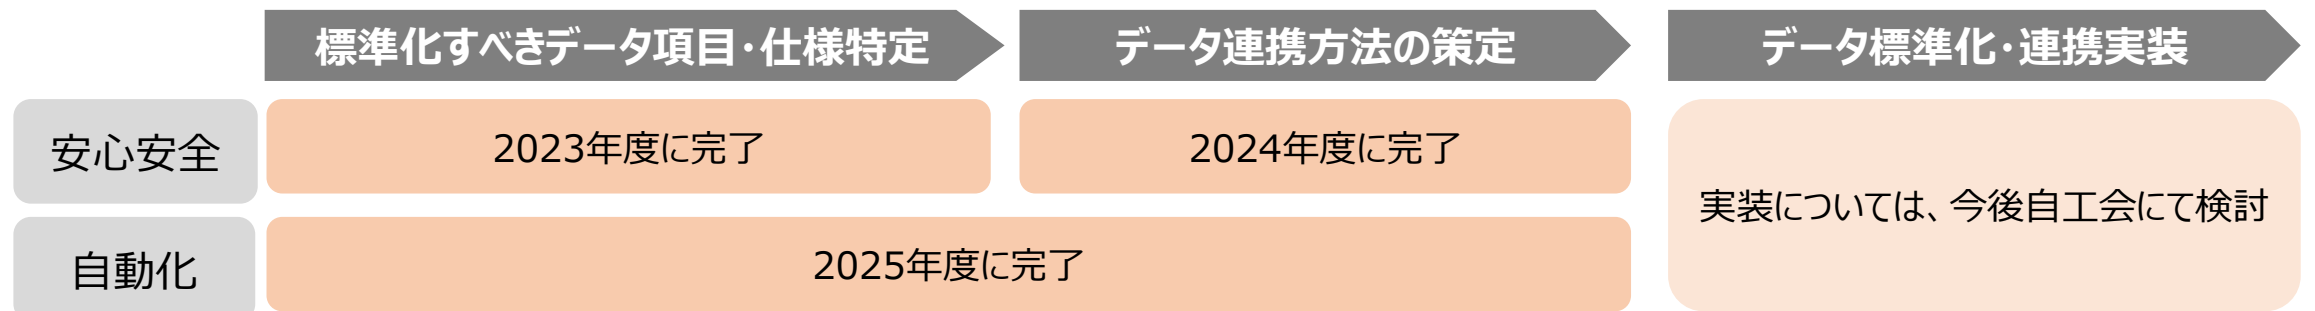 標準化すべきデータ項目・仕様特定
データ連携方法の策定
データ標準化・連携実装
安心安全
2023年度に完了
2024年度に完了
実装については、今後自工会にて検討
自動化
2025年度に完了